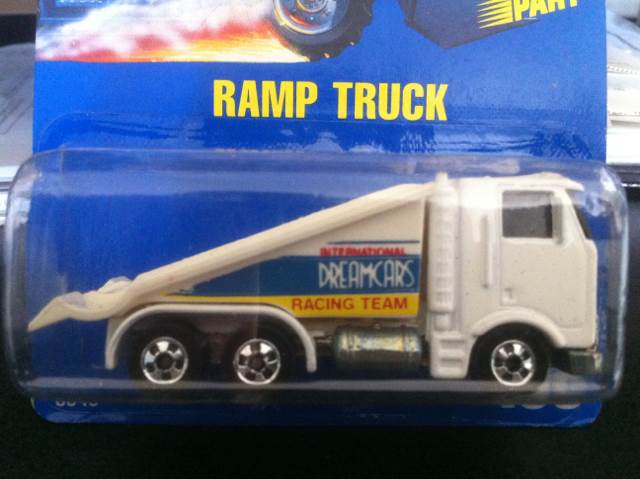 PART
RAMP TRUCK
INTERNATIONAL
DREAMCARS
RACING TEAM